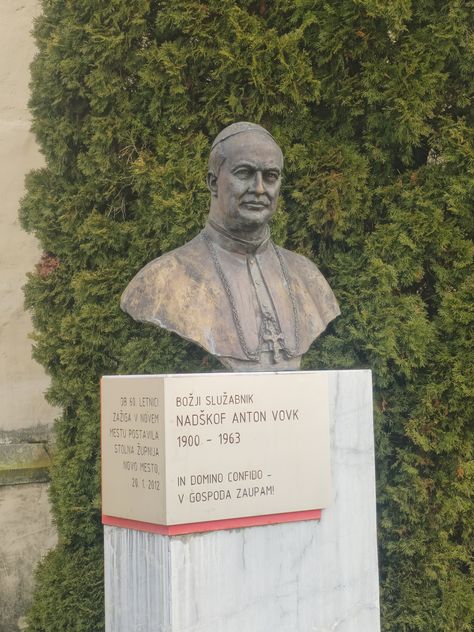 OB 60. LETNICI
ZAŽIGA V NOVEM
MESTU POSTAVILA
STOLNA ŽUPNIJA
NOVO MESTO,
20. 1. 2012
BOŽJI SLUŽABNIK
NADŠKOF ANTON VOVK
1900 - 1963
IN DOMINO CONFIDO -
V GOSPODA ZAUPAM!